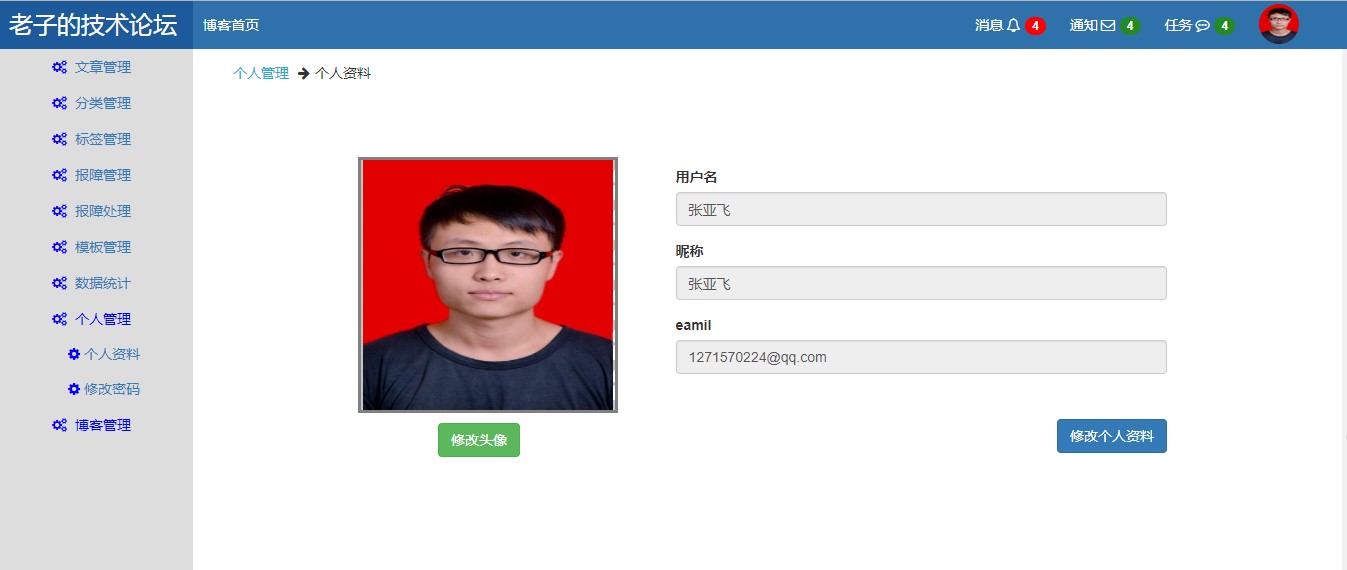 老子的技术论坛
博客首页
消息 4
通知 4
任务 4
文章管理
分类管理
标签管理
报障管理
报障处理
模板管理
数据统计
个人管理
个人资料
修改密码
博客管理
个人管理 个人资料
修改头像
用户名
张亚飞
昵称
张亚飞
eamil
1271570224@qq.com
修改个人资料